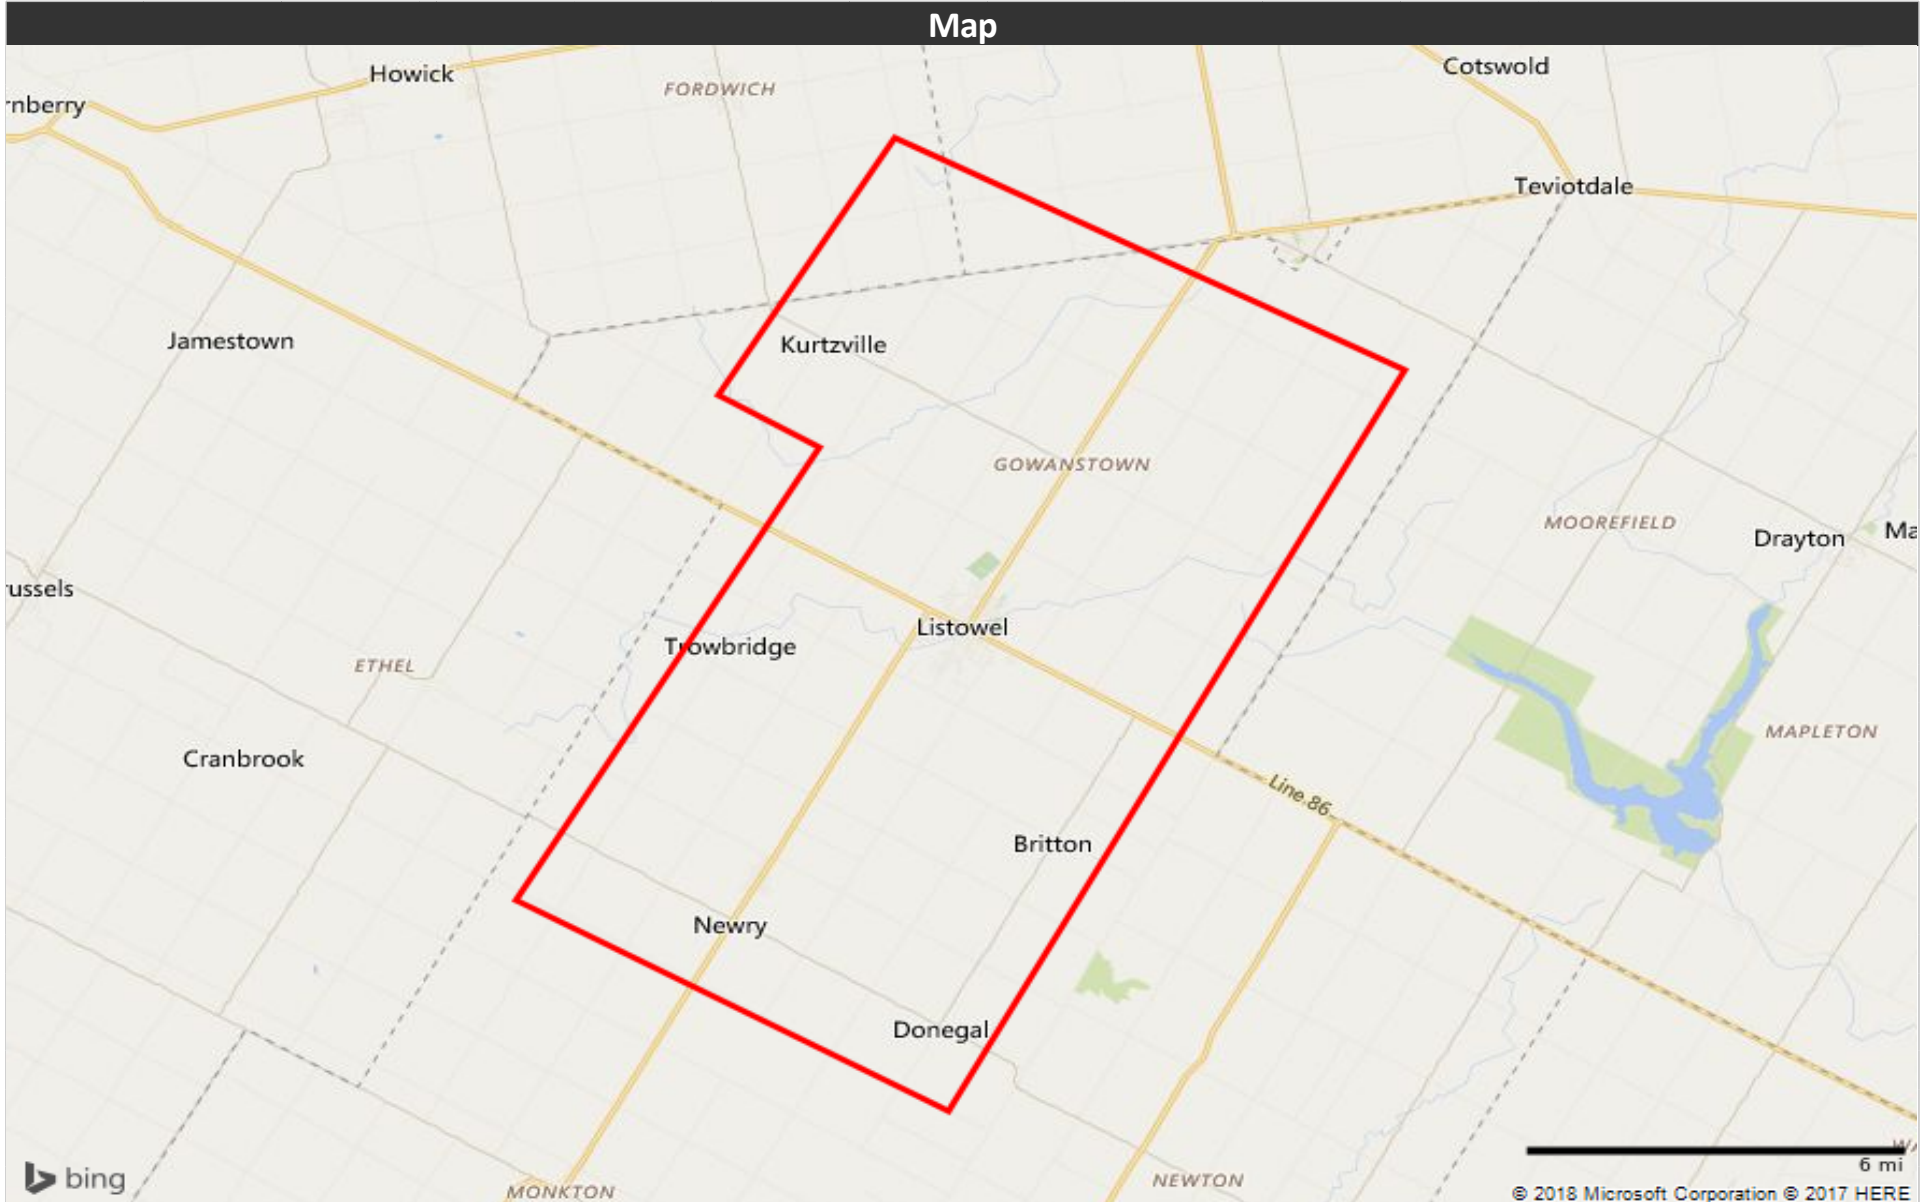 Map
Howick
FORDWICH
Cotswold
rnberry
Teviotdale
Jamestown
Kurtzville
GOWANSTOWN
MOOREFIELD
Drayton
Ma
russels
Listowel
Trowbridge
ETHEL
MAPLETON
Cranbrook
Line 86
Britton
Newry
Donegal
6 mi
bing
MONKTON
NEWTON
© 2018 Microsoft Corporation © 2017 HERE